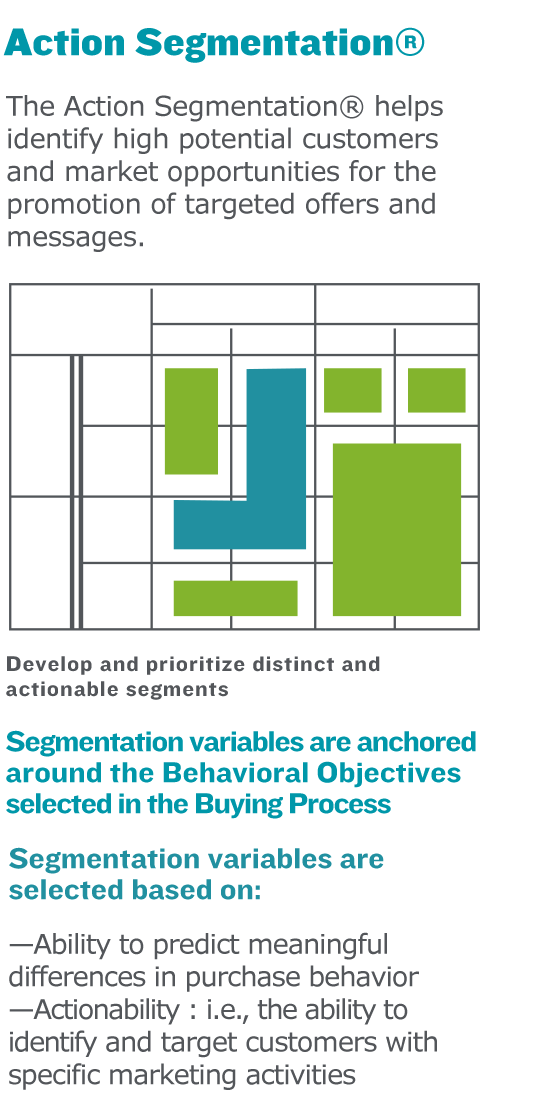 Action Segmentation®
The Action Segmentation® helps
identify high potential customers
and market opportunities for the
promotion of targeted offers and
messages.
Develop and prioritize distinct and
actionable segments
Segmentation variables are anchored
around the Behavioral Objectives
selected in the Buying Process
Segmentation variables are
selected based on:
—Ability to predict meaningful
differences in purchase behavior
—Actionability : i.e., the ability to
identify and target customers with
specific marketing activities